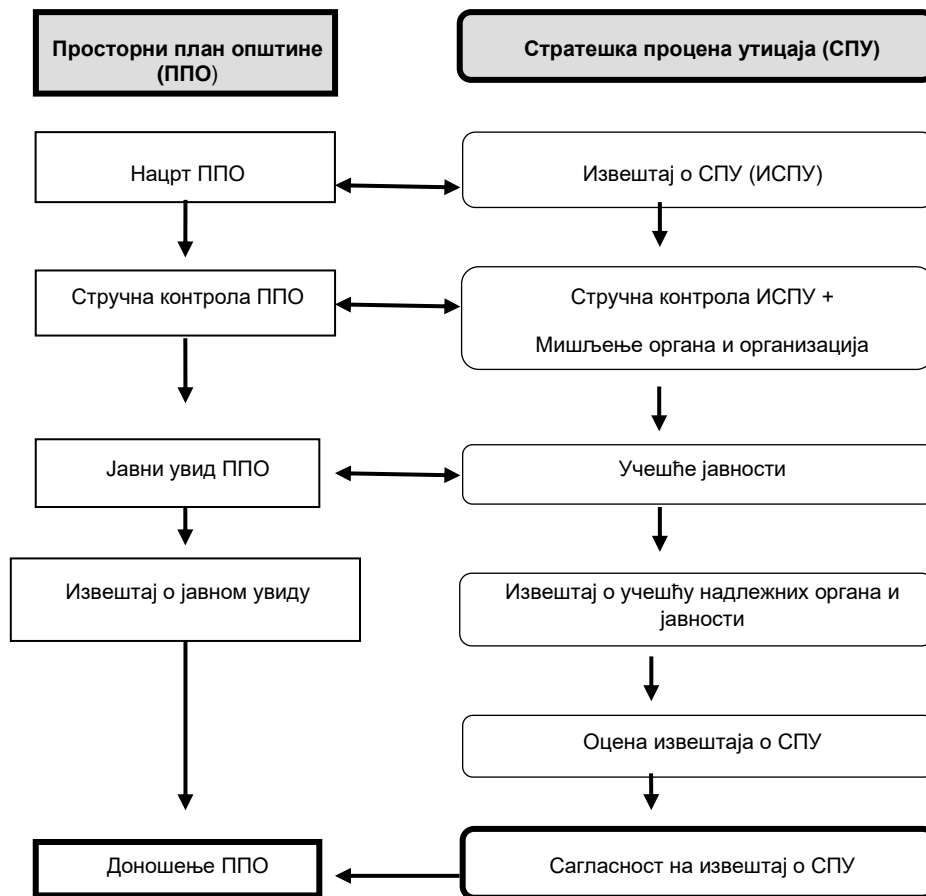 Просторни план општине
(ППО)
Стратешка процена утицаја (СПУ)
Нацрт ППО
Извештај о СПУ (ИСПУ)
Стручна контрола ППО
Стручна контрола ИСПУ +
Мишљење органа и организација
Јавни увид ППО
Учешће јавности
Извештај о јавном увиду
Извештај о учешћу надлежних органа и
јавности
Оцена извештаја о СПУ
Доношење ППО
Сагласност на извештај о СПУ